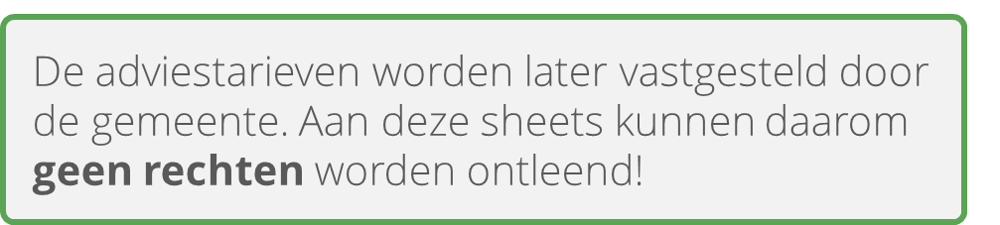 De adviestarieven worden later vastgesteld door
de gemeente. Aan deze sheets kunnen daarom
geen rechten worden ontleend!